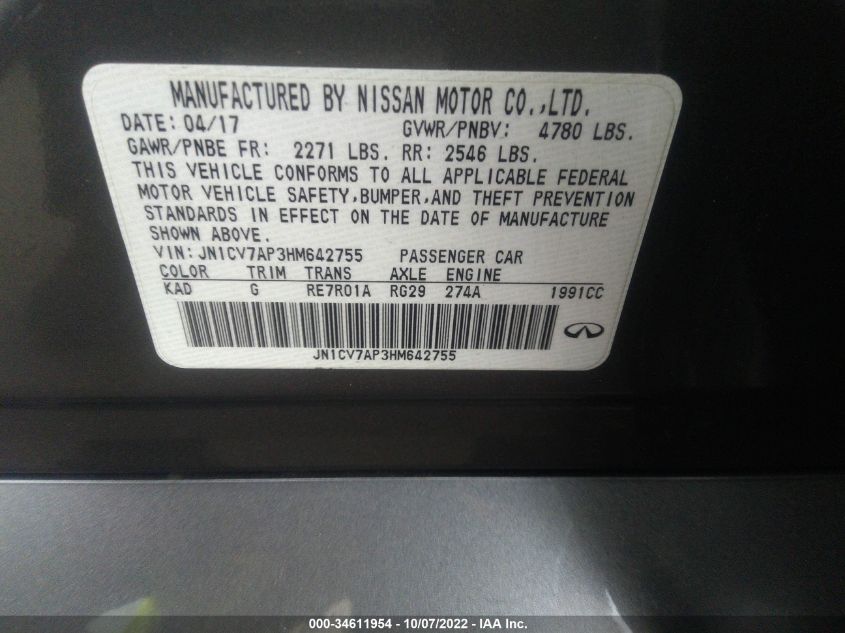 MANUFACTURED BY NISSAN MOTOR CO.,LTD.
DATE: 04/17 GVWR/PNBV: 4780 LBS.
GAWR/PNBE FR: 2271 LBS. RR: 2546 LBS.
THIS VEHICLE CONFORMS TO ALL APPLICABLE FEDERAL
MOTOR VEHICLE SAFETY,BUMPER,AND THEFT PREVENTION
STANDARDS IN EFFECT ON THE DATE OF MANUFACTURE
SHOWN ABOVE.
VIN: JN1CV7AP3HM642755 PASSENGER CAR
COLOR TRIM TRANS AXLE ENGINE
KAD G RE7R01A RG29 274A 1991CC
JN1CV7AP3HM642755
000-34611954 - 10/07/2022 - IAA Inc.